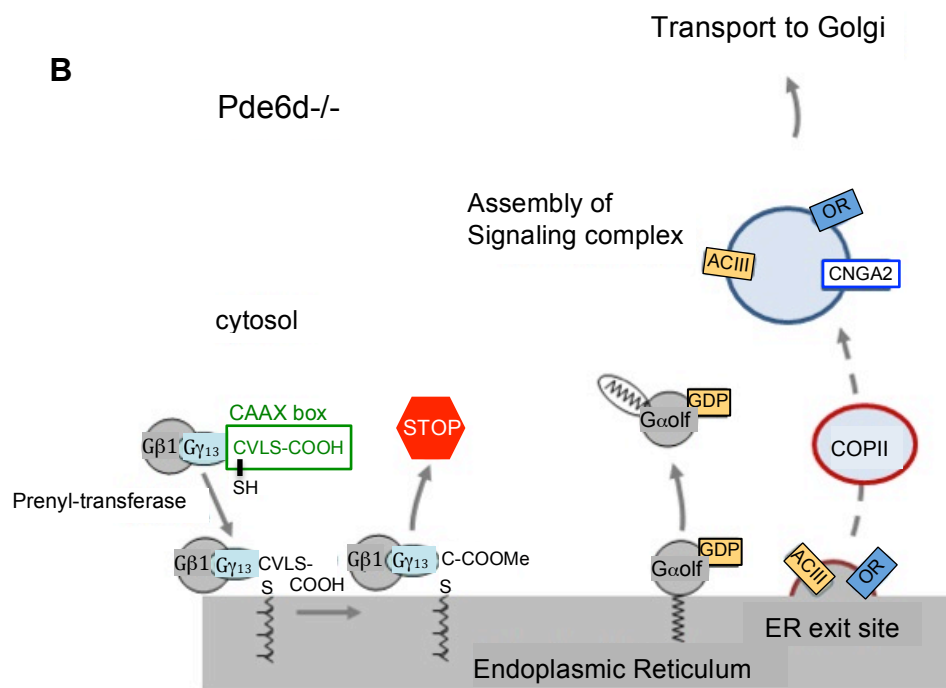 Transport to Golgi
B
Pde6d-/-
Assembly of
Signaling complex
OR
ACIII
CNGA2
cytosol
CAAX box
Gβ1 Gγ13 CVLS-COOH
SH
STOP
GDP
Gαolf
COPII
Prenyl-transferase
Gβ1 Gγ13 CVLS-
COOH
S
Gβ1 Gγ13 C-COOMe
S
GDP
Gαolf
ACIII
OR
ER exit site
Endoplasmic Reticulum